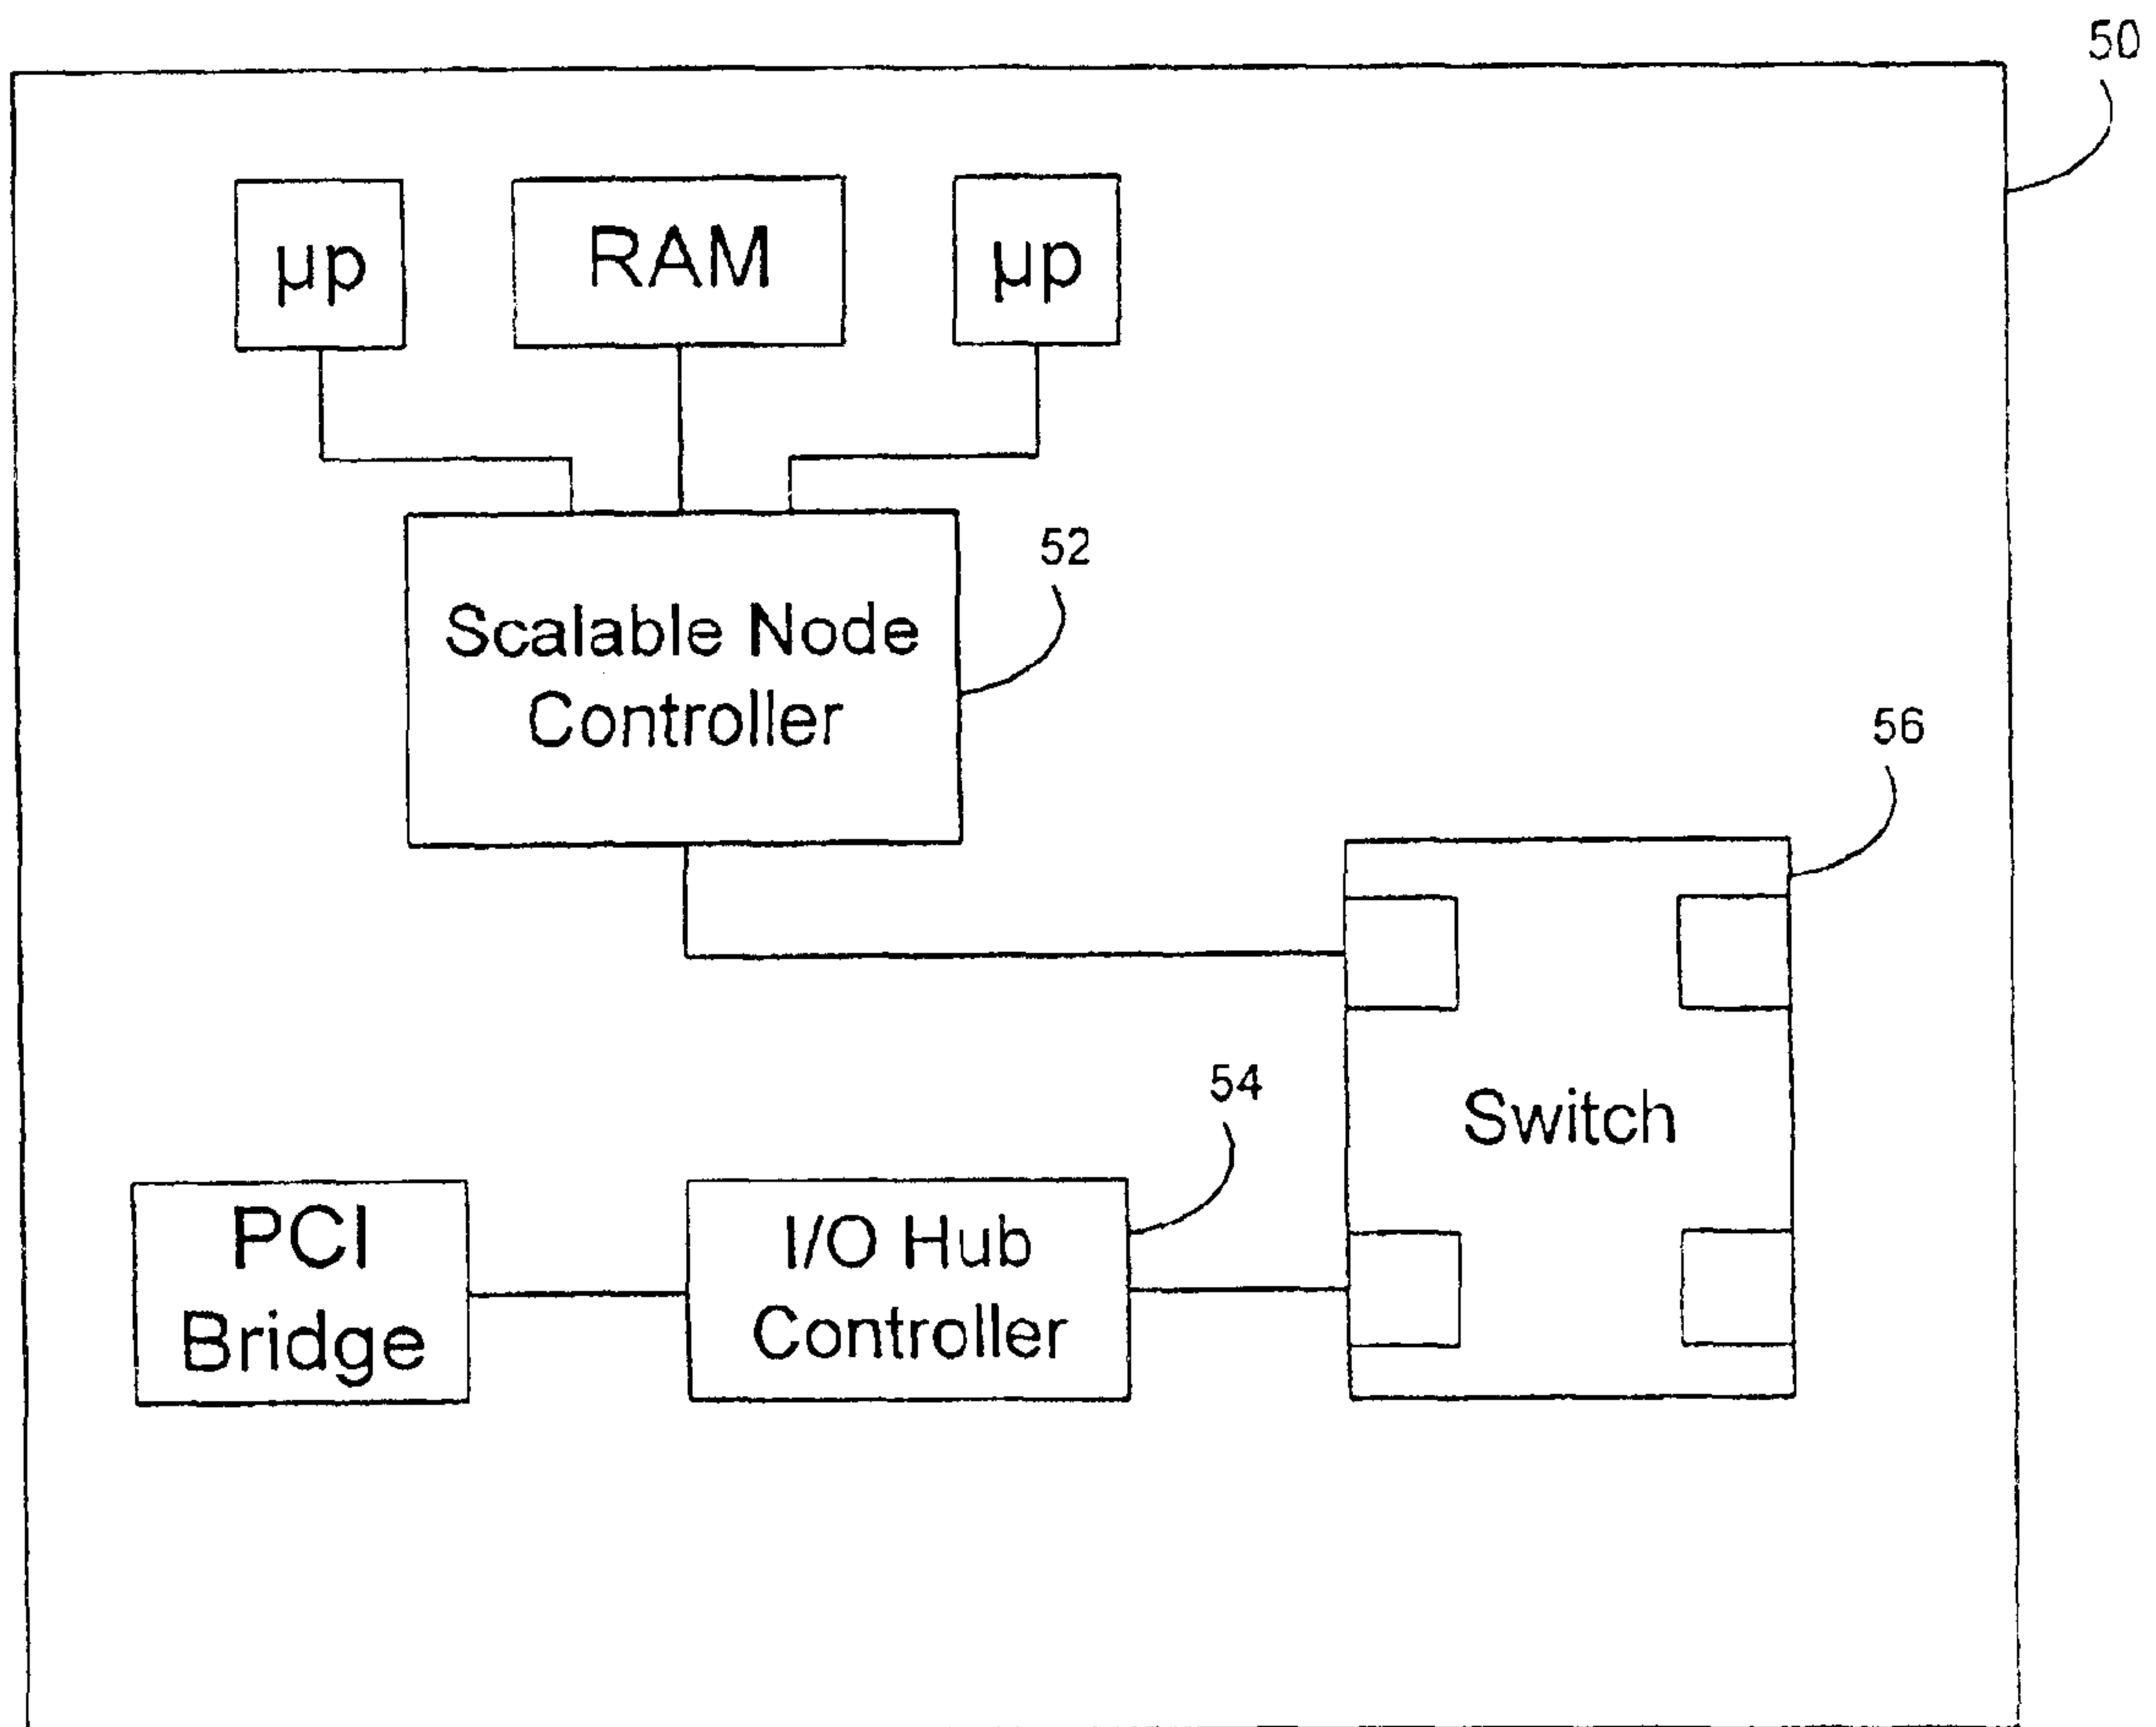 50
µp
RAM
µp
52
Scalable Node
Controller
56
54
Switch
PCI
Bridge
I/O Hub
Controller